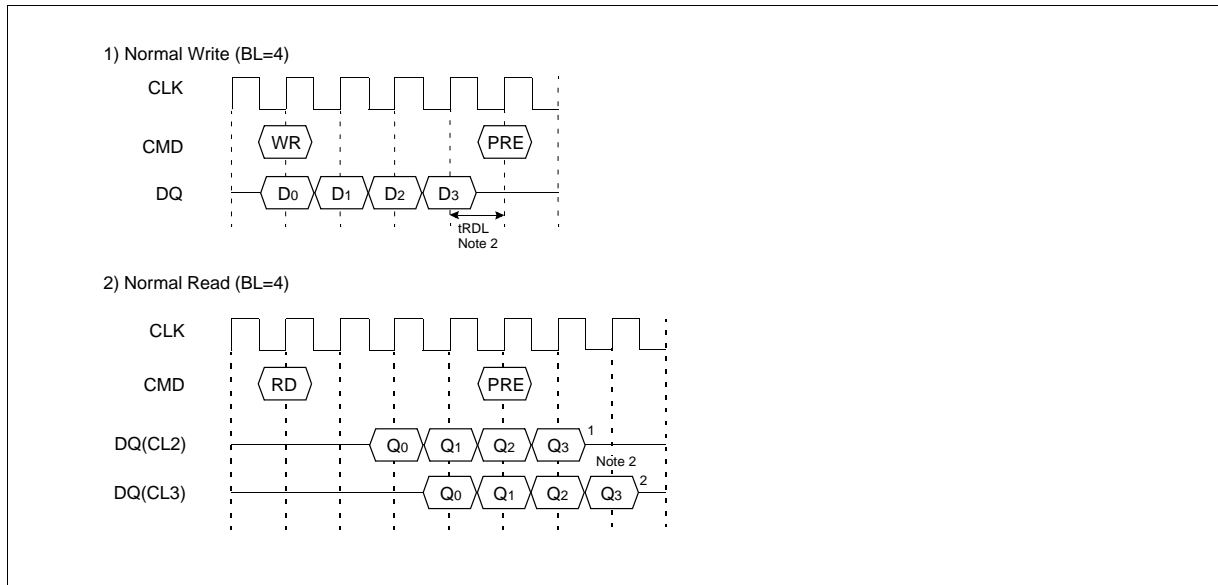 1) Normal Write (BL=4)
CLK
CMD WR PRE
DQ D0 D1 D2 D3
tRDL
Note 2
2) Normal Read (BL=4)
CLK
CMD RD PRE
DQ(CL2) Q0 Q1 Q2 Q3 1
Note 2
DQ(CL3) Q0 Q1 Q2 Q3 2